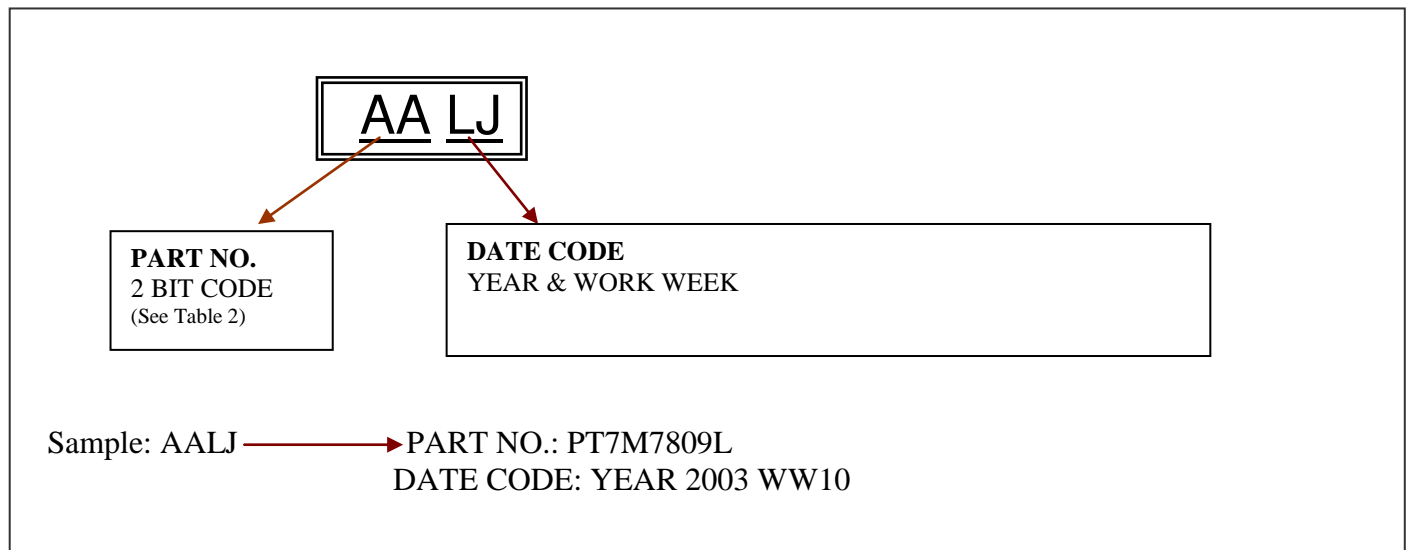 AA LJ
PART NO.
2 BIT CODE
(See Table 2)
DATE CODE
YEAR & WORK WEEK
Sample: AALJ PART NO.: PT7M7809L
DATE CODE: YEAR 2003 WW10